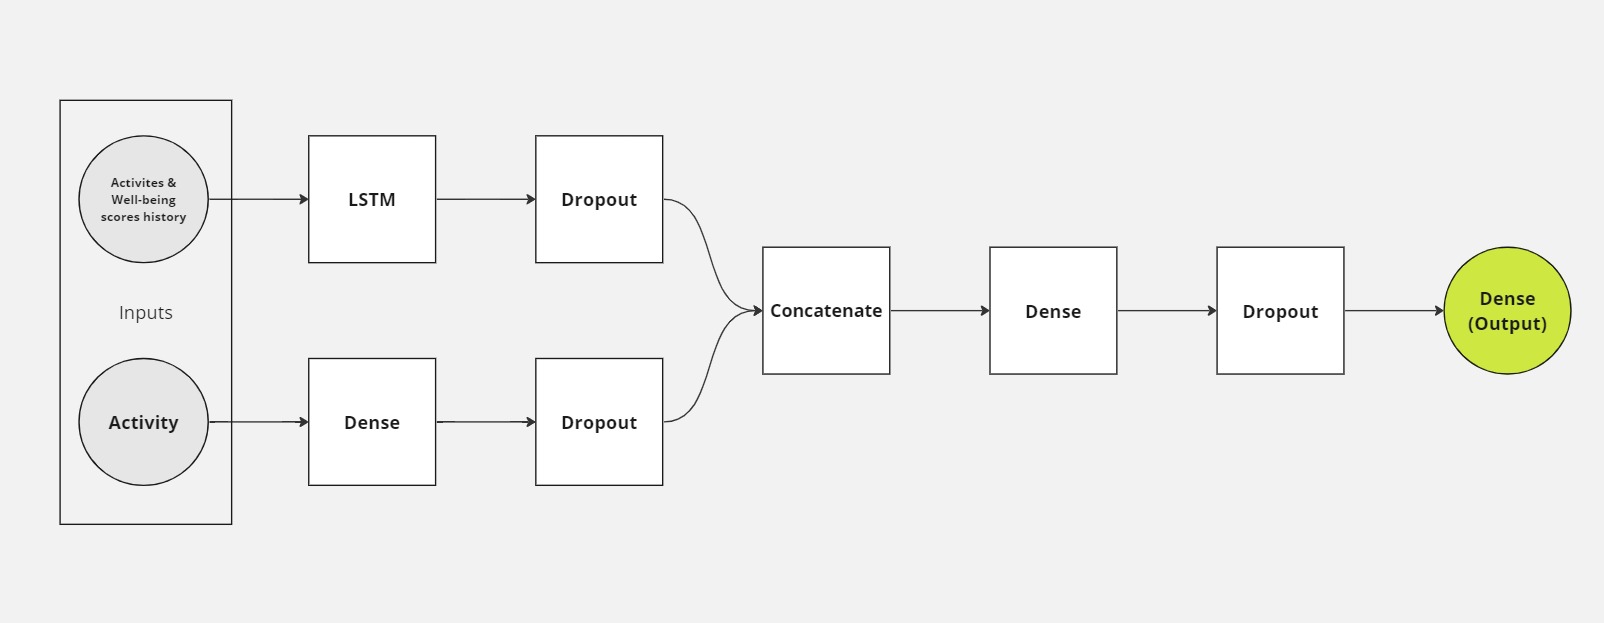 Activites &
Well-being
scores history
LSTM
Dropout
Inputs
Activity
Dense
Dropout
Concatenate
Dense
Dropout
Dense
(Output)